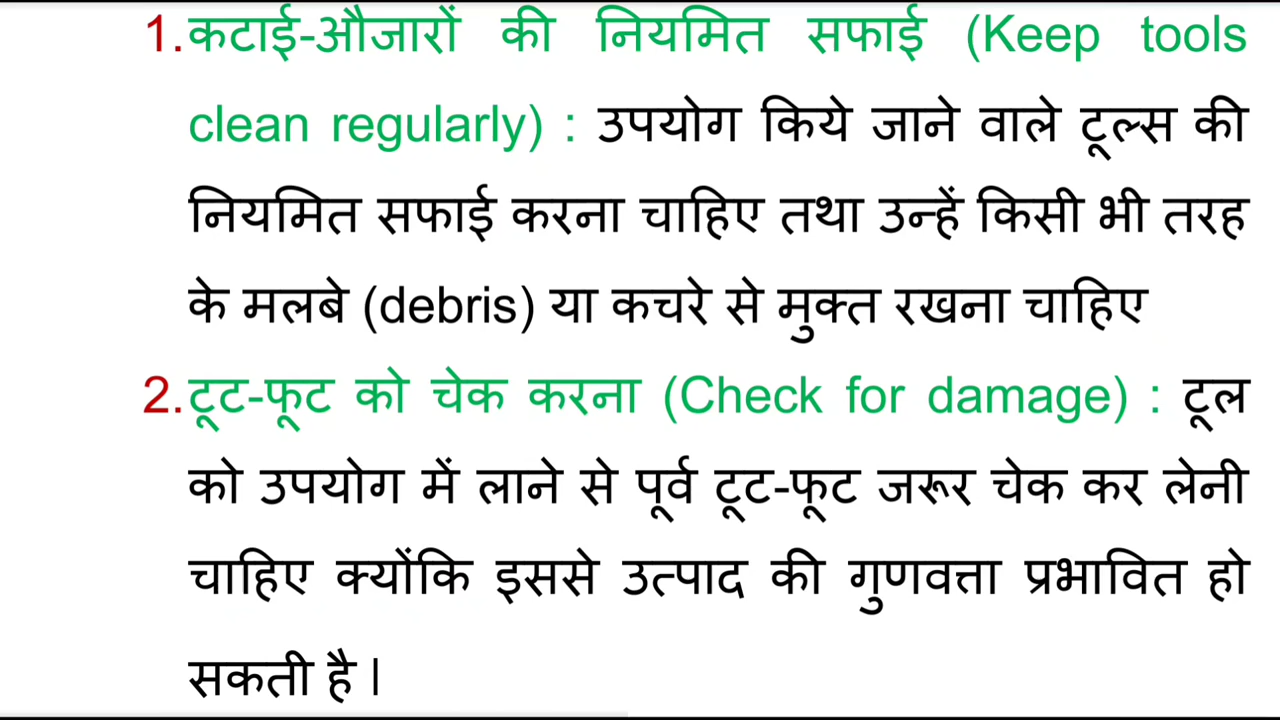 1.कटाई-औजारों की नियमित सफाई (Keep tools
clean regularly) : उपयोग किये जाने वाले टूल्स की
नियमित सफाई करना चाहिए तथा उन्हें किसी भी तरह
के मलबे (debris) या कचरे से मुक्त रखना चाहिए
2.टूट-फूट को चेक करना (Check for damage) : टूल
को उपयोग में लाने से पूर्व टूट-फूट जरूर चेक कर लेनी
चाहिए क्योंकि इससे उत्पाद की गुणवत्ता प्रभावित हो
सकती है।